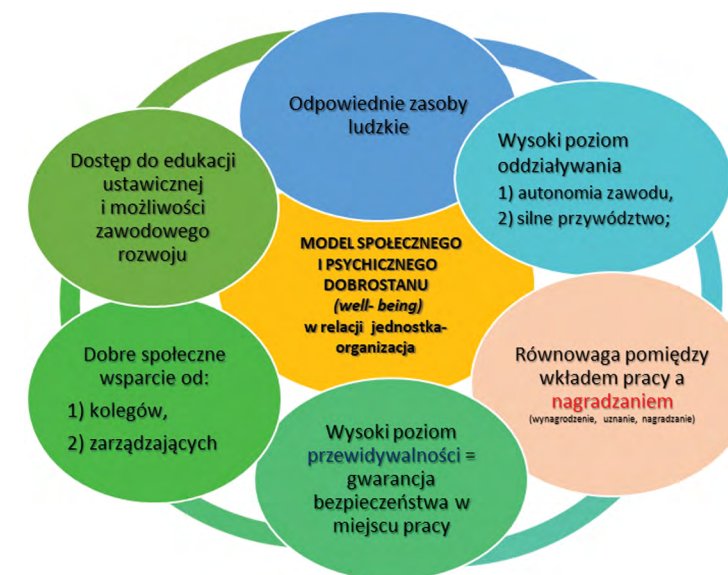 Odpowiednie zasoby
ludzkie
Wysoki poziom
oddziaływania
1) autonomia zawodu,
2) silne przywództwo;
Równowaga pomiędzy
wkładem pracy a
nagradzaniem
(wynagrodzenie, uznanie, nagradzanie)
Wysoki poziom
przewidywalności =
gwarancja
bezpieczeństwa w
miejscu pracy
Dobre społeczne
wsparcie od:
1) kolegów,
2) zarządzających
Dostęp do edukacji
ustawicznej
i możliwości
zawodowego
rozwoju
MODEL SPOŁECZNEGO
I PSYCHICZNEGO
DOBROSTANU
(well- being)
w relacji jednostka-
organizacja